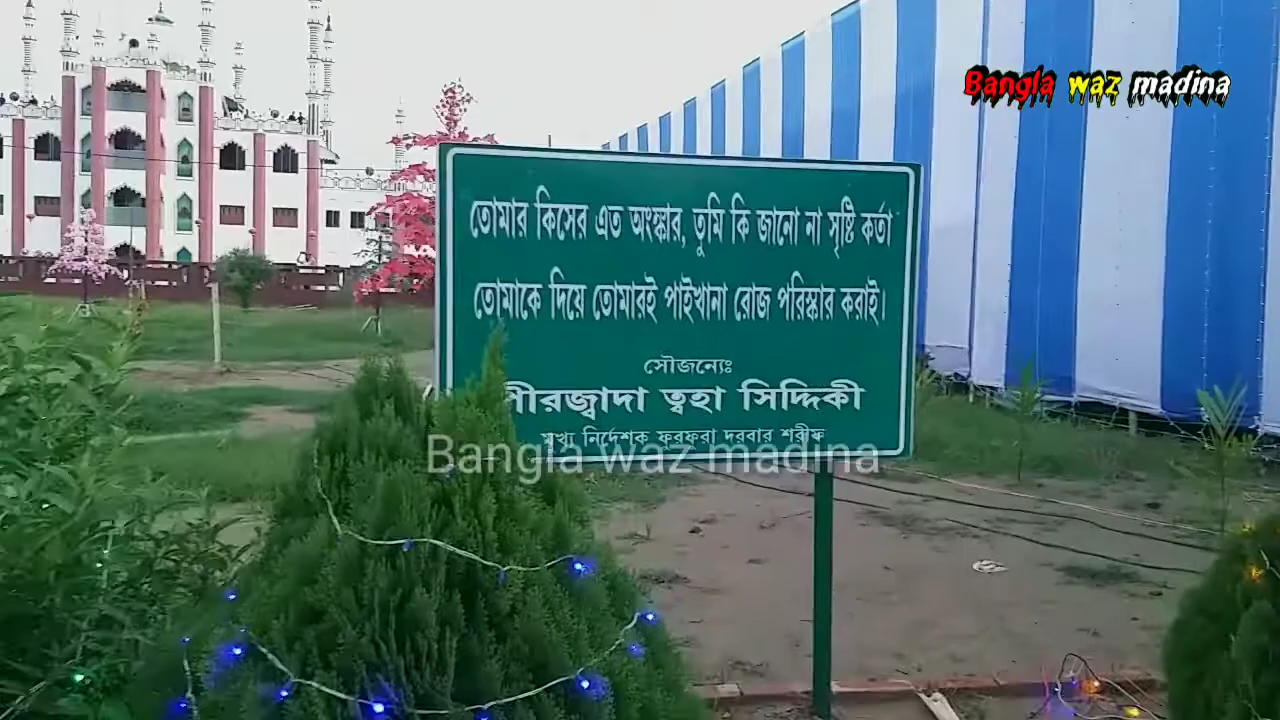 Bangla waz madina
তোমার কিসের এত অংহ্কার, তুমি কি জানো না সৃষ্টি কর্তা
তোমাকে দিয়ে তোমারই পাইখানা রোজ পরিস্কার করাই।
সৌজন্যেঃ
পীরজ্বাদা ত্বহা সিদ্দিকী
মুখ্য নির্দেশক ফুরফুরা দরবার শরীফ
Bangla waz madina